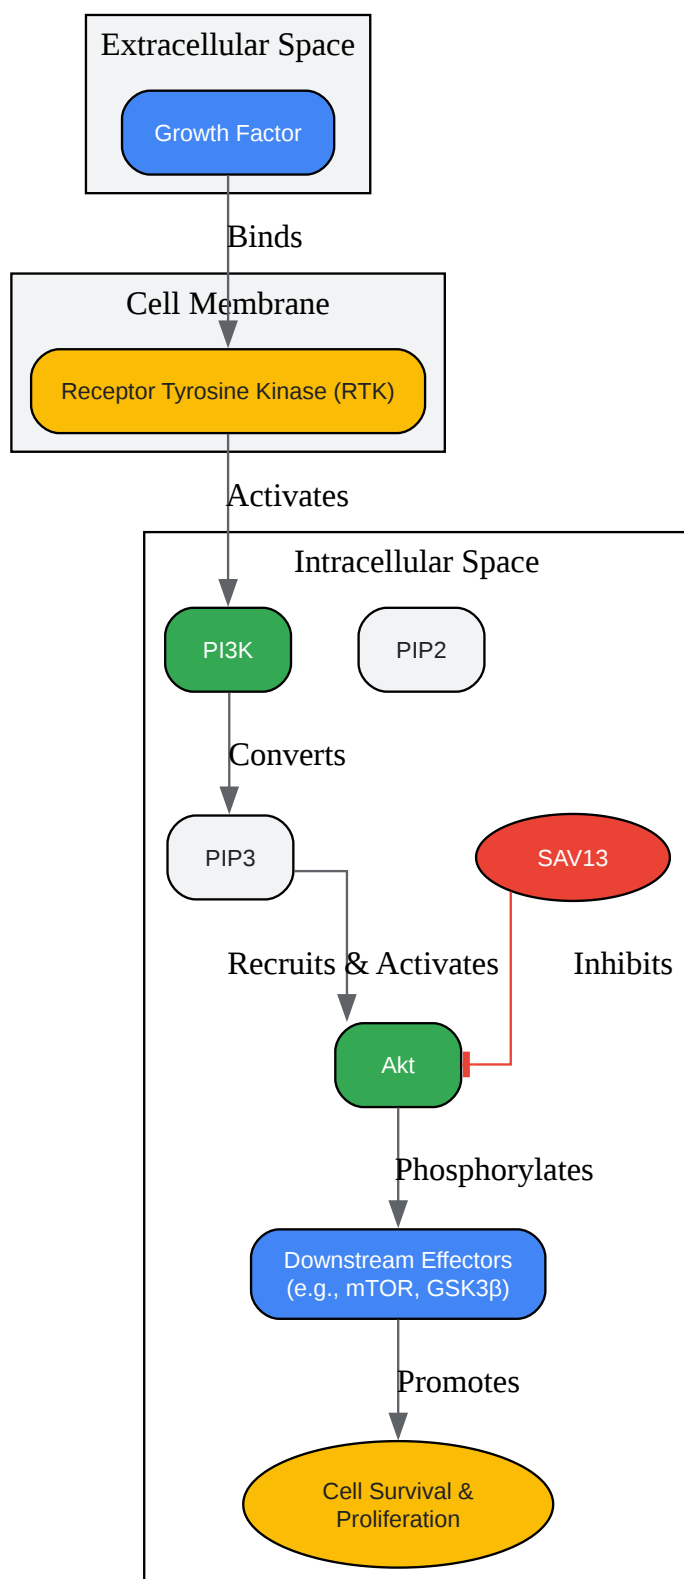 Extracellular Space
Growth Factor
Binds
Cell Membrane
Receptor Tyrosine Kinase (RTK)
Activates
Intracellular Space
PI3K
PIP2
Converts
PIP3
SAV13
Recruits & Activates
Inhibits
Akt
Phosphorylates
Downstream Effectors
(e.g., mTOR, GSK3β)
Promotes
Cell Survival &
Proliferation